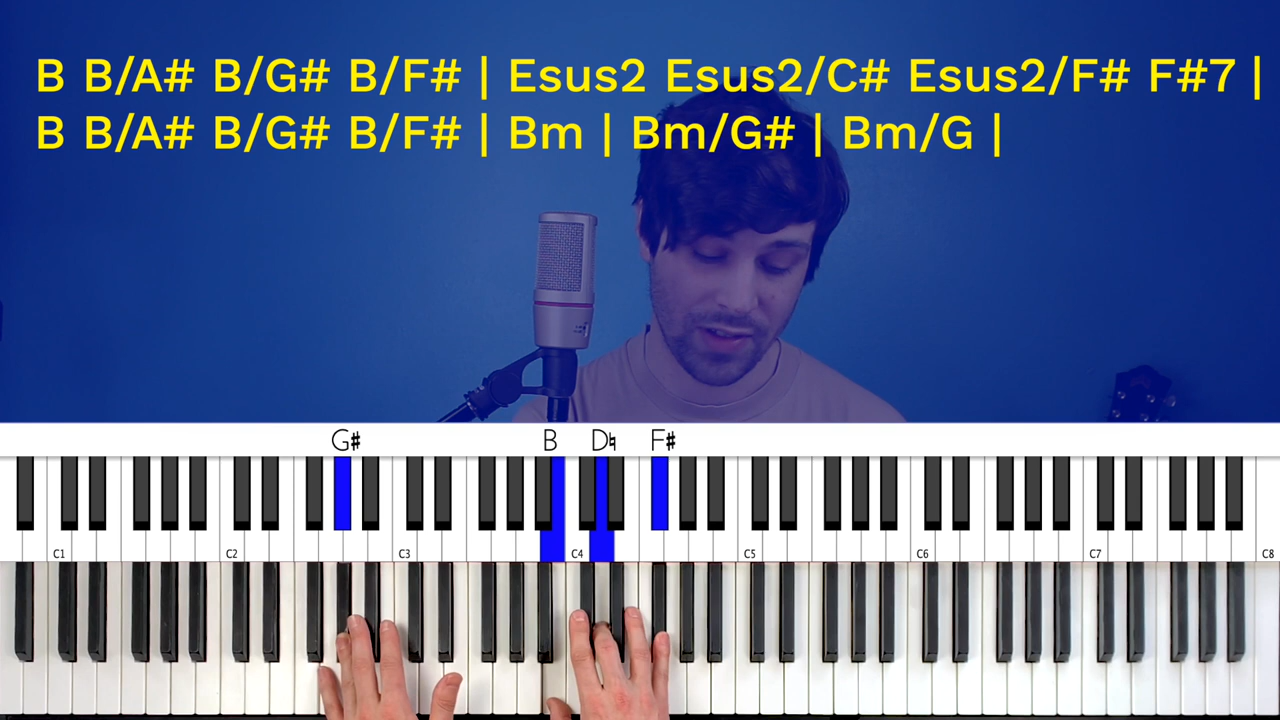 B B/A# B/G# B/F# | Esus2 Esus2/C# Esus2/F# F#7 |
B B/A# B/G# B/F# | Bm | Bm/G# | Bm/G |
G♯ B D♮ F♯
C1 C2 C3 C4 C5 C6 C7 C8